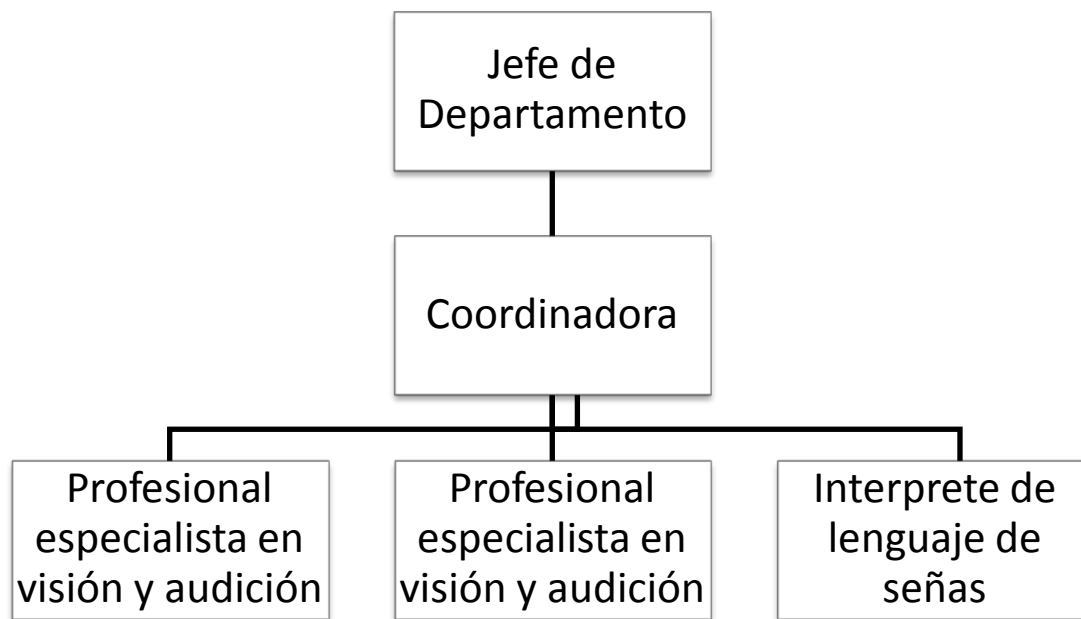 Jefe de
Departamento
Coordinadora
Profesional
especialista en
visión y audición
Profesional
especialista en
visión y audición
Interprete de
lenguaje de
señas